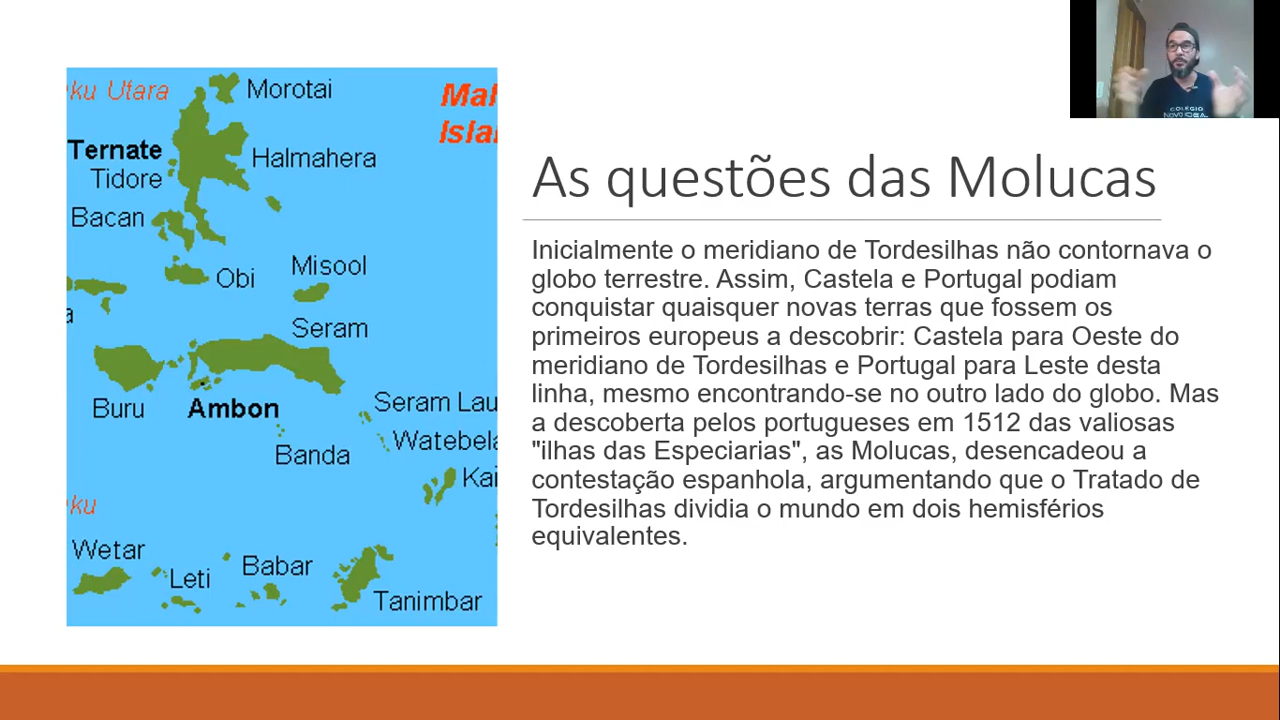 ku Utara
Morotai
Mal
Isla
Ternate
Halmahera
Tidore
Bacan
Misool
Obi
a
Seram
Buru
Ambon
Seram Lau
Watebela
Banda
Kai
ku
Wetar
Leti
Babar
Tanimbar
COLÉGIO
As questões das Molucas
Inicialmente o meridiano de Tordesilhas não contornava o
globo terrestre. Assim, Castela e Portugal podiam
conquistar quaisquer novas terras que fossem os
primeiros europeus a descobrir: Castela para Oeste do
meridiano de Tordesilhas e Portugal para Leste desta
linha, mesmo encontrando-se no outro lado do globo. Mas
a descoberta pelos portugueses em 1512 das valiosas
"ilhas das Especiarias", as Molucas, desencadeou a
contestação espanhola, argumentando que o Tratado de
Tordesilhas dividia o mundo em dois hemisférios
equivalentes.